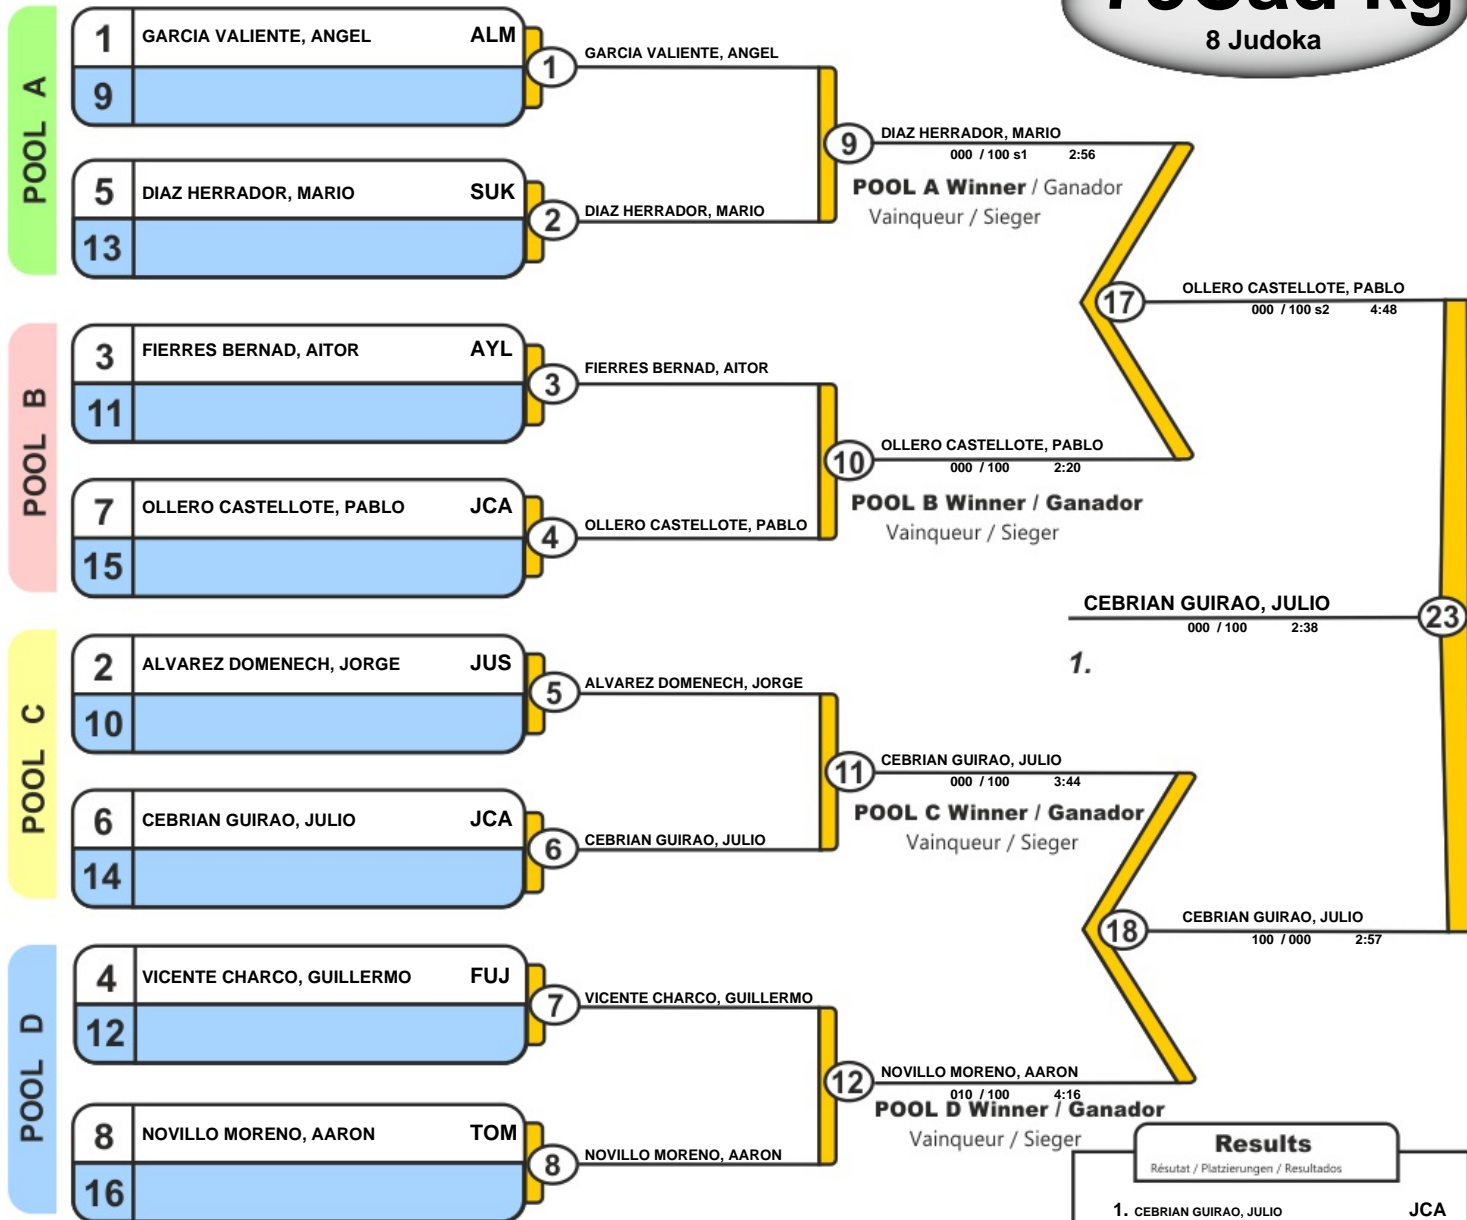 8 Judoka
POOL A
1 GARCIA VALIENTE, ANGEL ALM
9
1
GARCIA VALIENTE, ANGEL
5 DIAZ HERRADOR, MARIO SUK
13
2
DIAZ HERRADOR, MARIO
9
DIAZ HERRADOR, MARIO
000 / 100 s1 2:56
POOL A Winner / Ganador
Vainqueur / Sieger
POOL B
3 FIERRES BERNAD, AITOR AYL
11
3
FIERRES BERNAD, AITOR
7 OLLERO CASTELLOTE, PABLO JCA
15
4
OLLERO CASTELLOTE, PABLO
10
OLLERO CASTELLOTE, PABLO
000 / 100 2:20
POOL B Winner / Ganador
Vainqueur / Sieger
17
OLLERO CASTELLOTE, PABLO
000 / 100 s2 4:48
CEBRIAN GUIRAO, JULIO
000 / 100 2:38
23
1.
POOL C
2 ALVAREZ DOMENECH, JORGE JUS
10
5
ALVAREZ DOMENECH, JORGE
6 CEBRIAN GUIRAO, JULIO JCA
14
6
CEBRIAN GUIRAO, JULIO
11
CEBRIAN GUIRAO, JULIO
000 / 100 3:44
POOL C Winner / Ganador
Vainqueur / Sieger
POOL D
4 VICENTE CHARCO, GUILLERMO FUJ
12
7
VICENTE CHARCO, GUILLERMO
8 NOVILLO MORENO, AARON TOM
16
8
NOVILLO MORENO, AARON
12
NOVILLO MORENO, AARON
010 / 100 4:16
POOL D Winner / Ganador
Vainqueur / Sieger
18
CEBRIAN GUIRAO, JULIO
100 / 000 2:57
Results
Résutat / Platzierungen / Resultados
1. CEBRIAN GUIRAO, JULIO JCA